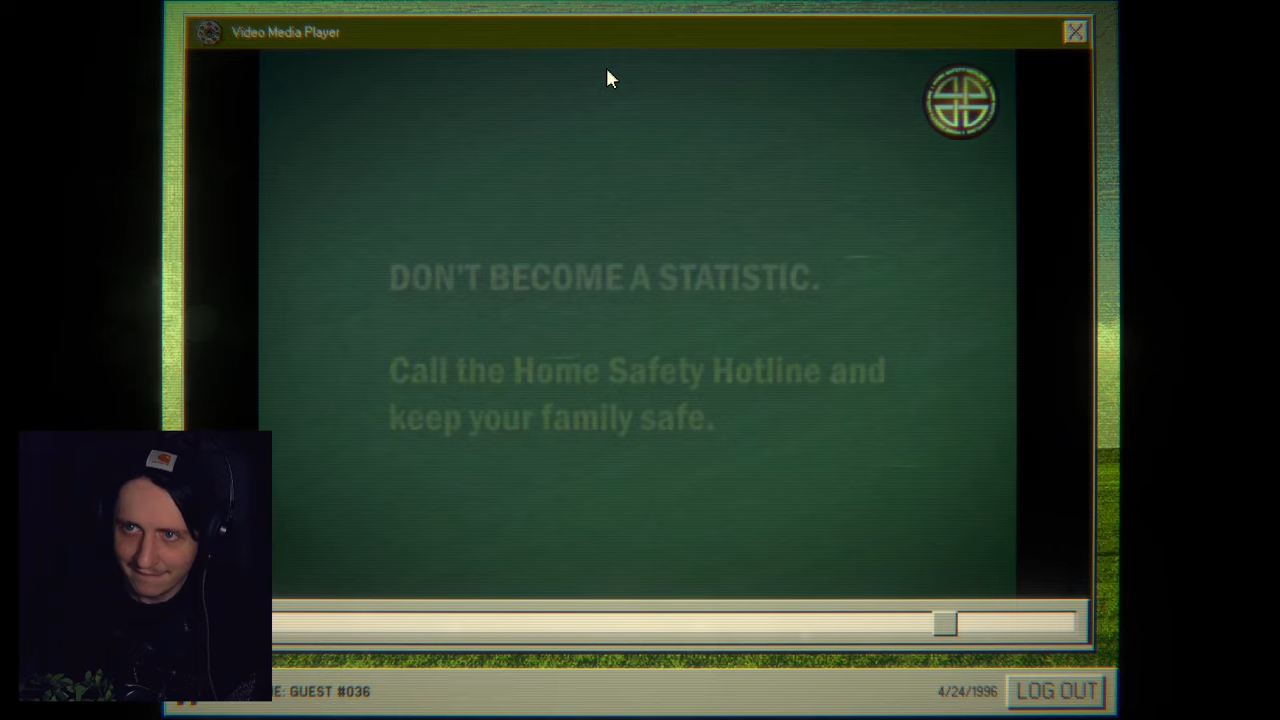 Video Media Player
DON'T BECOME A STATISTIC.
Call the Home Safety Hotline and
keep your family safe.
E: GUEST #036
4/24/1996
LOG OUT